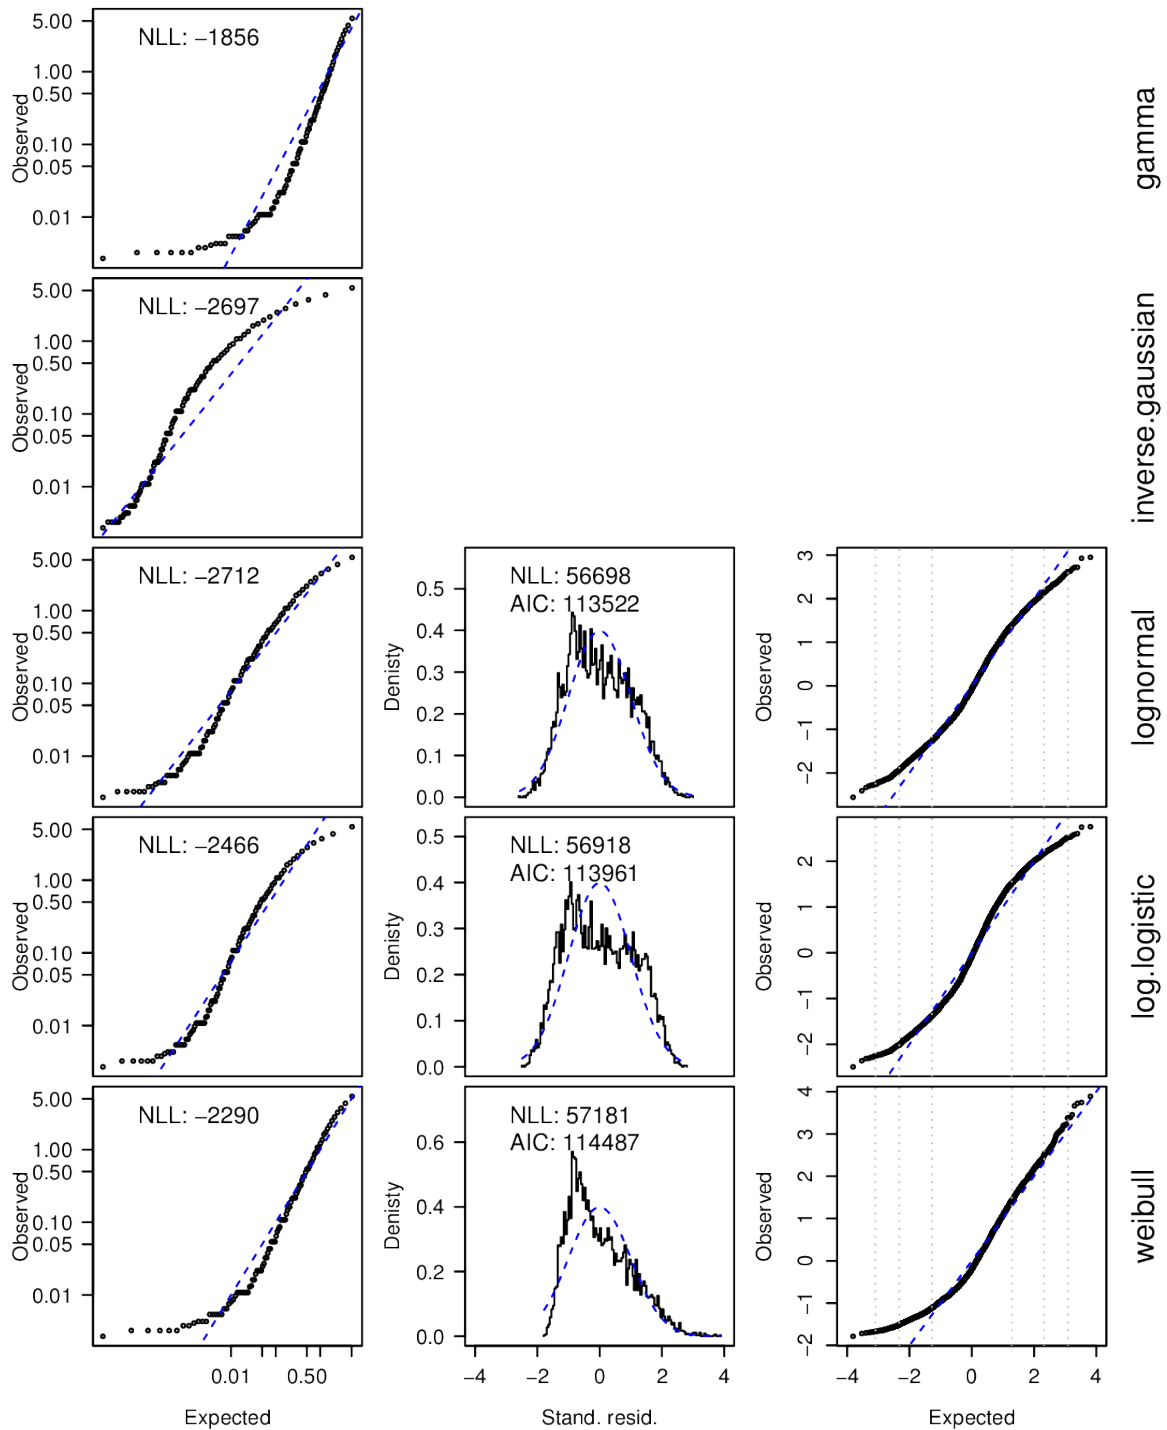 NLL: −1856
5.00
1.00
0.50
0.10
0.05
0.01
Observed
gamma
NLL: −2697
5.00
1.00
0.50
0.10
0.05
0.01
Observed
inverse.gaussian
NLL: −2712
5.00
1.00
0.50
0.10
0.05
0.01
Observed
NLL: 56698
AIC: 113522
0.5
0.4
0.3
0.2
0.1
0.0
Denisty
3
2
1
0
−1
−2
Observed
lognormal
NLL: −2466
5.00
1.00
0.50
0.10
0.05
0.01
Observed
NLL: 56918
AIC: 113961
0.5
0.4
0.3
0.2
0.1
0.0
Denisty
2
1
0
−1
−2
Observed
log.logistic
NLL: −2290
5.00
1.00
0.50
0.10
0.05
0.01
Observed
0.01 0.50
Expected
NLL: 57181
AIC: 114487
0.6
0.4
0.2
0.0
Denisty
−4 −2 0 2 4
Stand. resid.
4
3
2
1
0
−1
−2
Observed
−4 −2 0 2 4
Expected
weibull